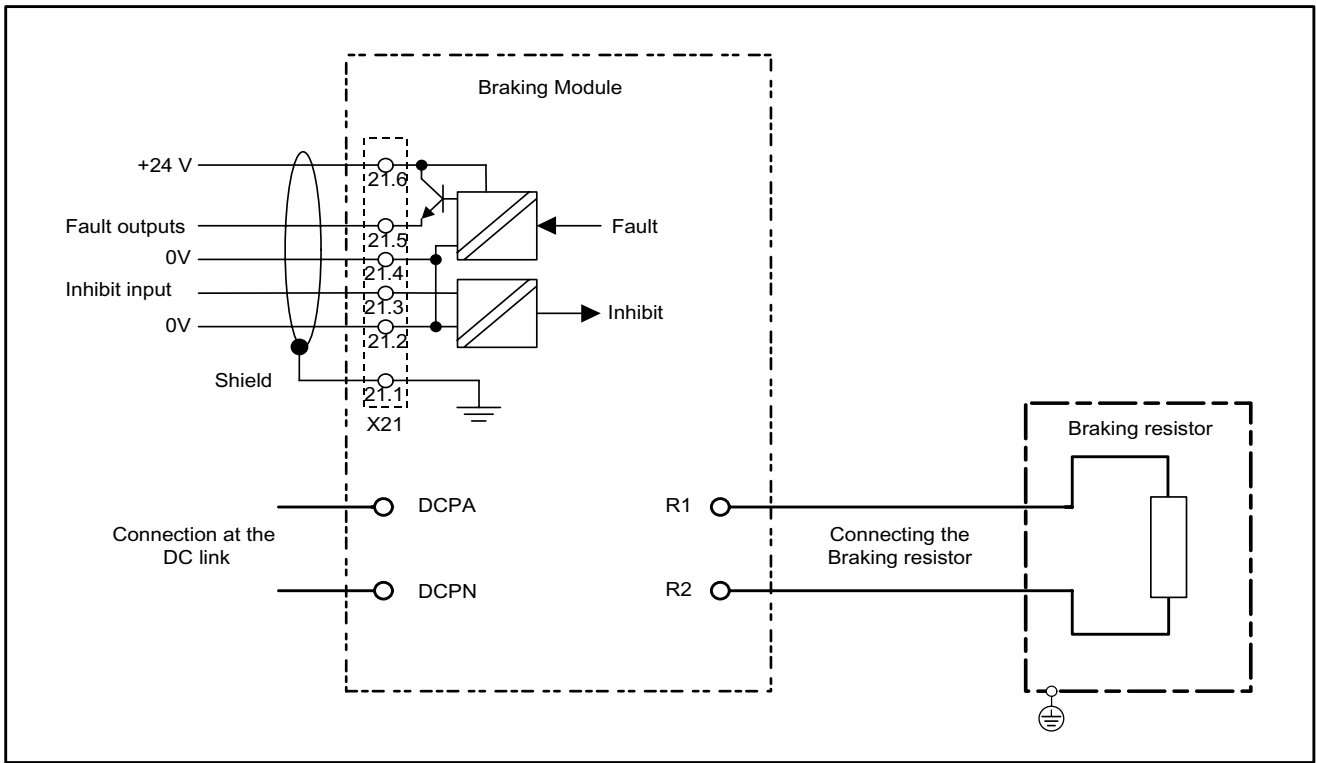 Braking Module
+24 V
21.6
Fault outputs
21.5
Fault
0V
21.4
Inhibit input
21.3
Inhibit
0V
21.2
Shield
21.1
X21
Braking resistor
DCPA
R1
Connection at the
DC link
Connecting the
Braking resistor
DCPN
R2